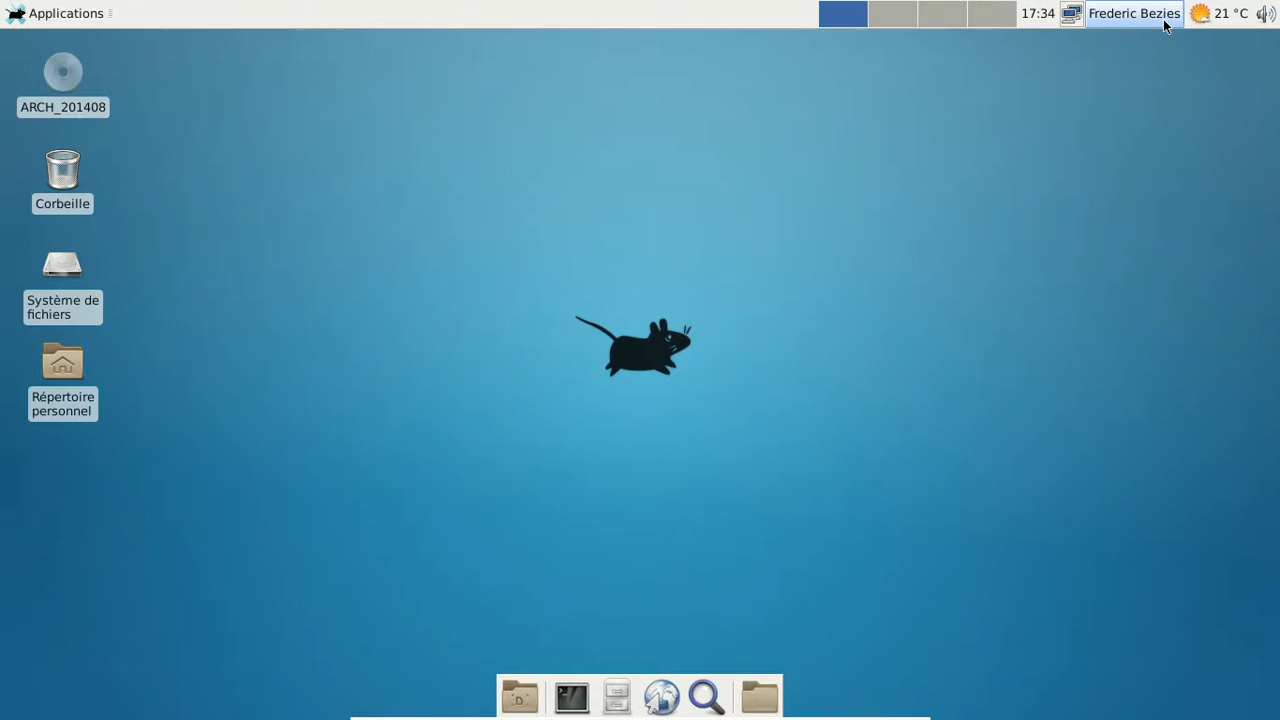 Applications
17:34
Frederic Bezies
21 °C
ARCH_201408
Corbeille
Système de
fichiers
Répertoire
personnel
D